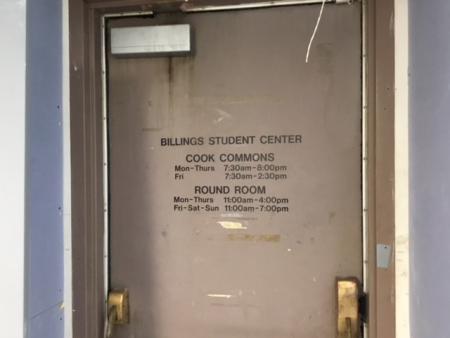 BILLINGS STUDENT CENTER
COOK COMMONS
Mon-Thurs 7:30am-8:00pm
Fri 7:30am-2:30pm
ROUND ROOM
Mon-Thurs 11:00am-4:00pm
Fri-Sat-Sun 11:00am-7:00pm